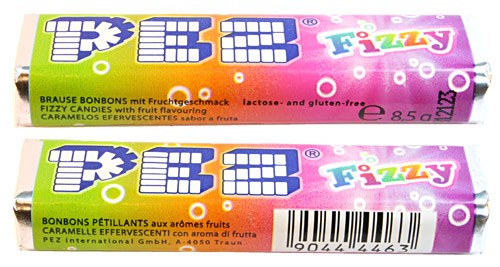 PEZ® Fizzy
BRAUSE BONBONS mit Fruchtgeschmack
lactose- and gluten-free
FIZZY CANDIES with fruit flavouring
CARAMELOS EFERVESCENTES sabor a fruta
e 8,5 g
PEZ® Fizzy
BONBONS PÉTILLANTS aux arômes fruits
CARAMELLE EFFERVESCENTI con aroma di frutta
PEZ International GmbH, A-4050 Traun
9044 4463